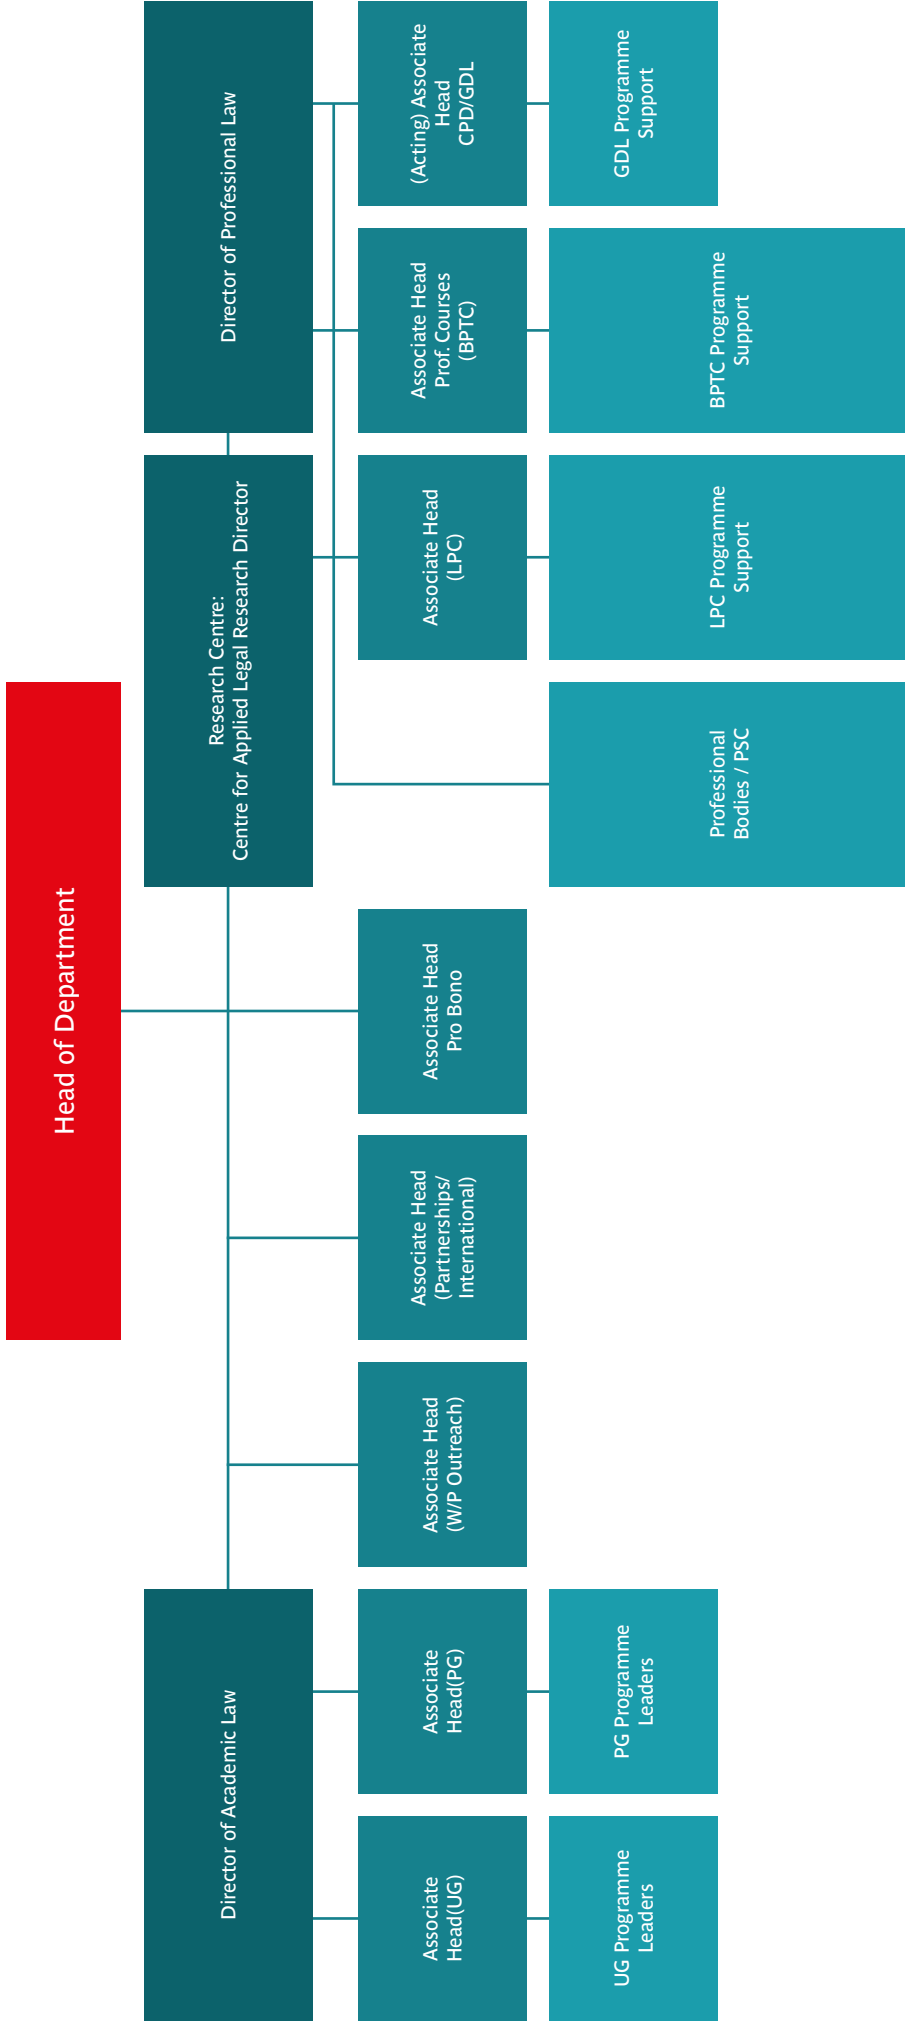 Head of Department
Director of Academic Law
Research Centre:
Centre for Applied Legal Research Director
Director of Professional Law
Associate
Head(UG)
Associate
Head(PG)
Associate Head
(W/P Outreach)
Associate Head
(Partnerships/
International)
Associate Head
Pro Bono
Associate Head
(LPC)
Associate Head
Prof. Courses
(BPTC)
(Acting) Associate
Head
CPD/GDL
UG Programme
Leaders
PG Programme
Leaders
Professional
Bodies / PSC
LPC Programme
Support
BPTC Programme
Support
GDL Programme
Support